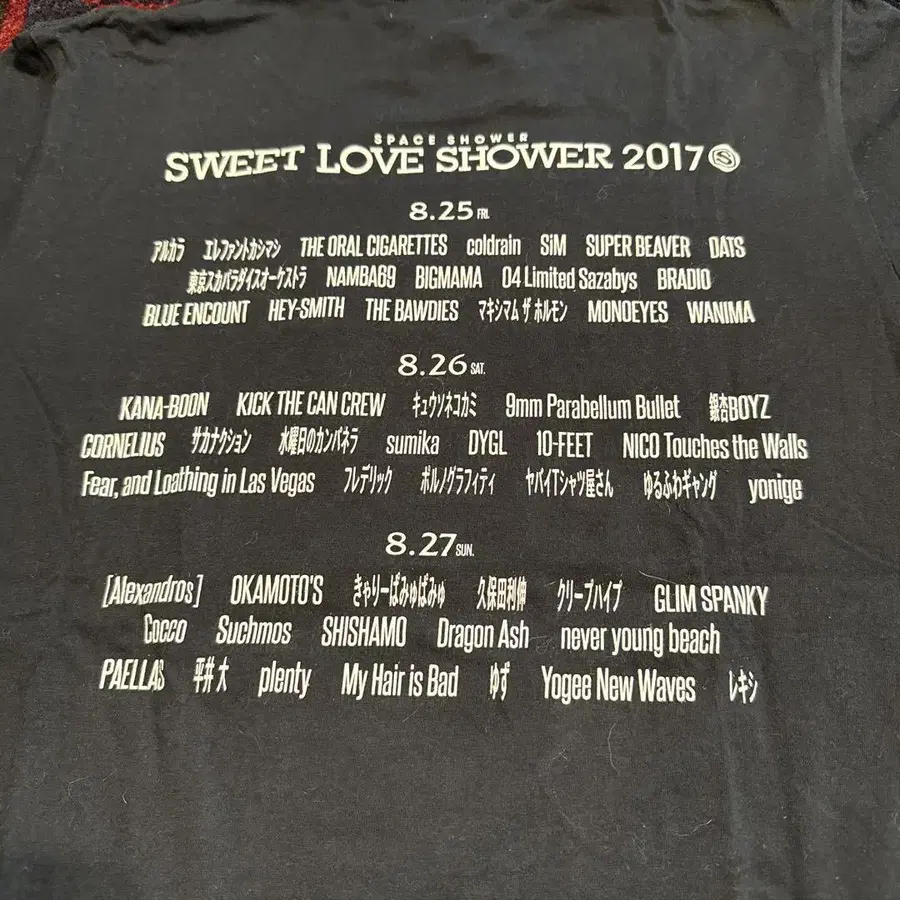 SPACE SHOWER
SWEET LOVE SHOWER 2017
8.25 FRI.
アルカラ エレファントカシマシ THE ORAL CIGARETTES coldrain SiM SUPER BEAVER DATS
東京スカパラダイスオーケストラ NAMBA69 BIGMAMA 04 Limited Sazabys BRADIO
BLUE ENCOUNT HEY-SMITH THE BAWDIES マキシマム ザ ホルモン MONOEYES WANIMA
8.26 SAT.
KANA-BOON KICK THE CAN CREW キュウソネコカミ 9mm Parabellum Bullet 銀杏BOYZ
CORNELIUS サカナクション 水曜日のカンパネラ sumika DYGL 10-FEET NICO Touches the Walls
Fear, and Loathing in Las Vegas フレデリック ポルノグラフィティ ヤバイTシャツ屋さん ゆるふわギャング yonige
8.27 SUN.
[Alexandros] OKAMOTO'S きゃりーぱみゅぱみゅ 久保田利伸 クリープハイプ GLIM SPANKY
Cocco Suchmos SHISHAMO Dragon Ash never young beach
PAELLAS 平井 大 plenty My Hair is Bad ゆず Yogee New Waves レキシ